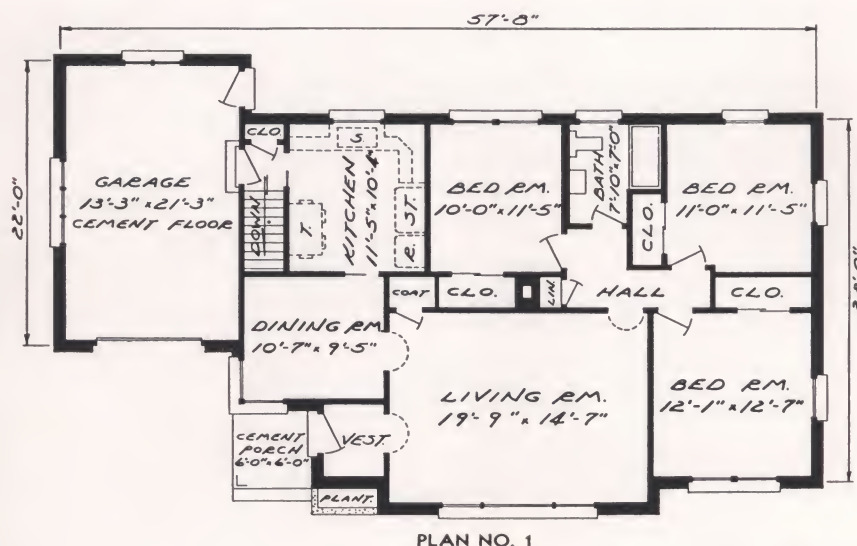 57'-8"
22'-0"
GARAGE
13'-3" x 21'-3"
CEMENT FLOOR
CLO
DOWN
S.
T.
KITCHEN
11'-5" x 10'-4"
ST.
R.
BED RM.
10'-0" x 11'-5"
BATH
7'-10" x 7'-0"
CLO.
BED RM.
11'-0" x 11'-5"
COAT
CLO.
LIN.
HALL
CLO.
DINING RM
10'-7" x 9'-5"
LIVING RM.
19'-9" x 14'-7"
BED RM.
12'-1" x 12'-7"
CEMENT
PORCH
6'-0" x 6'-0"
VEST.
PLANT.
PLAN NO. 1